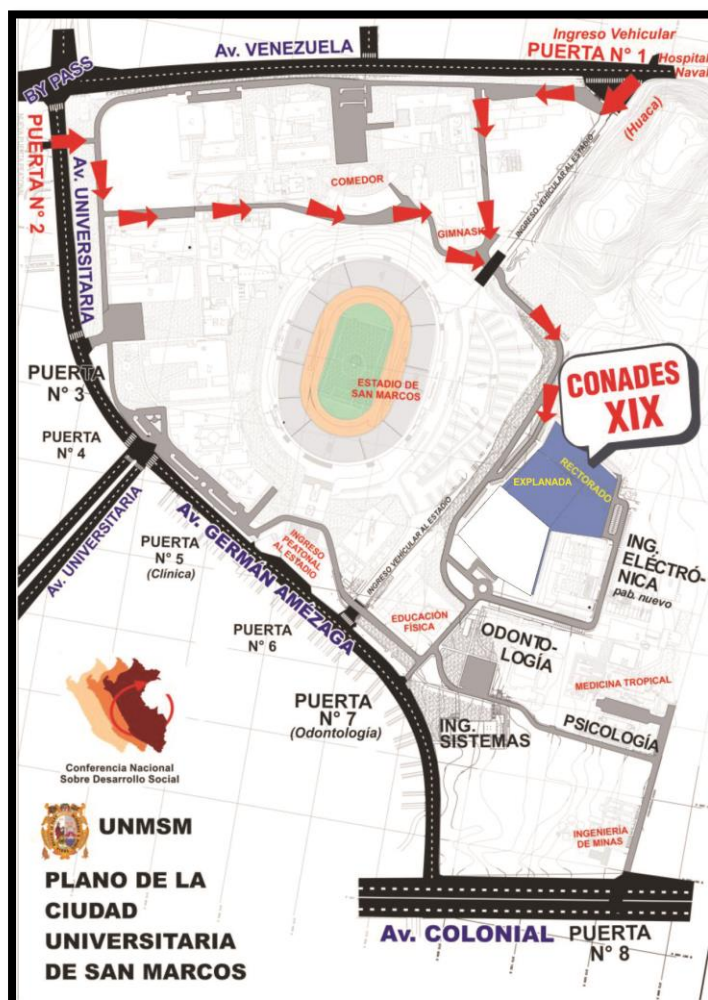 Av. VENEZUELA
Ingreso Vehicular
PUERTA N° 1
Hospital
Naval
BY PASS
(Huaca)
PUERTA N° 2
Av. UNIVERSITARIA
COMEDOR
INGRESO VEHICULAR AL ESTADIO
GIMNASIO
PUERTA
N° 3
ESTADIO DE
SAN MARCOS
CONADES
XIX
PUERTA
N° 4
RECTORADO
EXPLANADA
Av. UNIVERSITARIA
Av. GERMÁN AMÉZAGA
PUERTA
N° 5
(Clínica)
INGRESO
PEATONAL
AL ESTADIO
INGRESO VEHICULAR AL ESTADIO
ING.
ELÉCTRÓ-
NICA
pab. nuevo
EDUCACIÓN
FÍSICA
PUERTA
N° 6
ODONTO-
LOGÍA
MEDICINA TROPICAL
PUERTA
N° 7
(Odontología)
ING.
SISTEMAS
PSICOLOGÍA
Conferencia Nacional
Sobre Desarrollo Social
UNMSM
INGENIERÍA
DE MINAS
PLANO DE LA
CIUDAD
UNIVERSITARIA
DE SAN MARCOS
Av. COLONIAL
PUERTA
N° 8